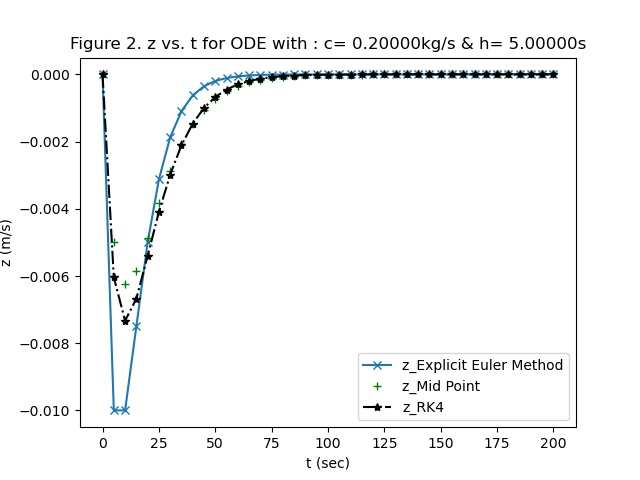 Figure 2. z vs. t for ODE with : c= 0.20000kg/s & h= 5.00000s
0.000
−0.002
−0.004
−0.006
−0.008
−0.010
z (m/s)
z_Explicit Euler Method
z_Mid Point
z_RK4
0 25 50 75 100 125 150 175 200
t (sec)